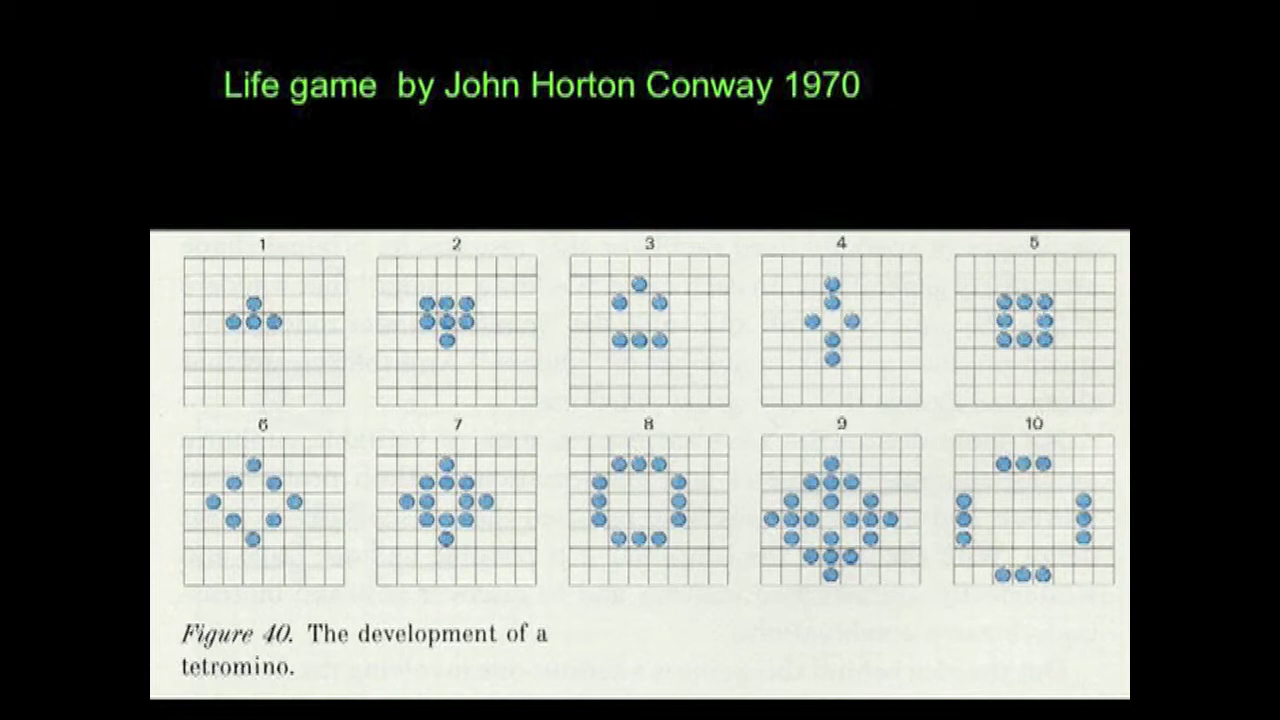 Life game by John Horton Conway 1970
1 2 3 4 5
6 7 8 9 10
Figure 40. The development of a
tetromino.